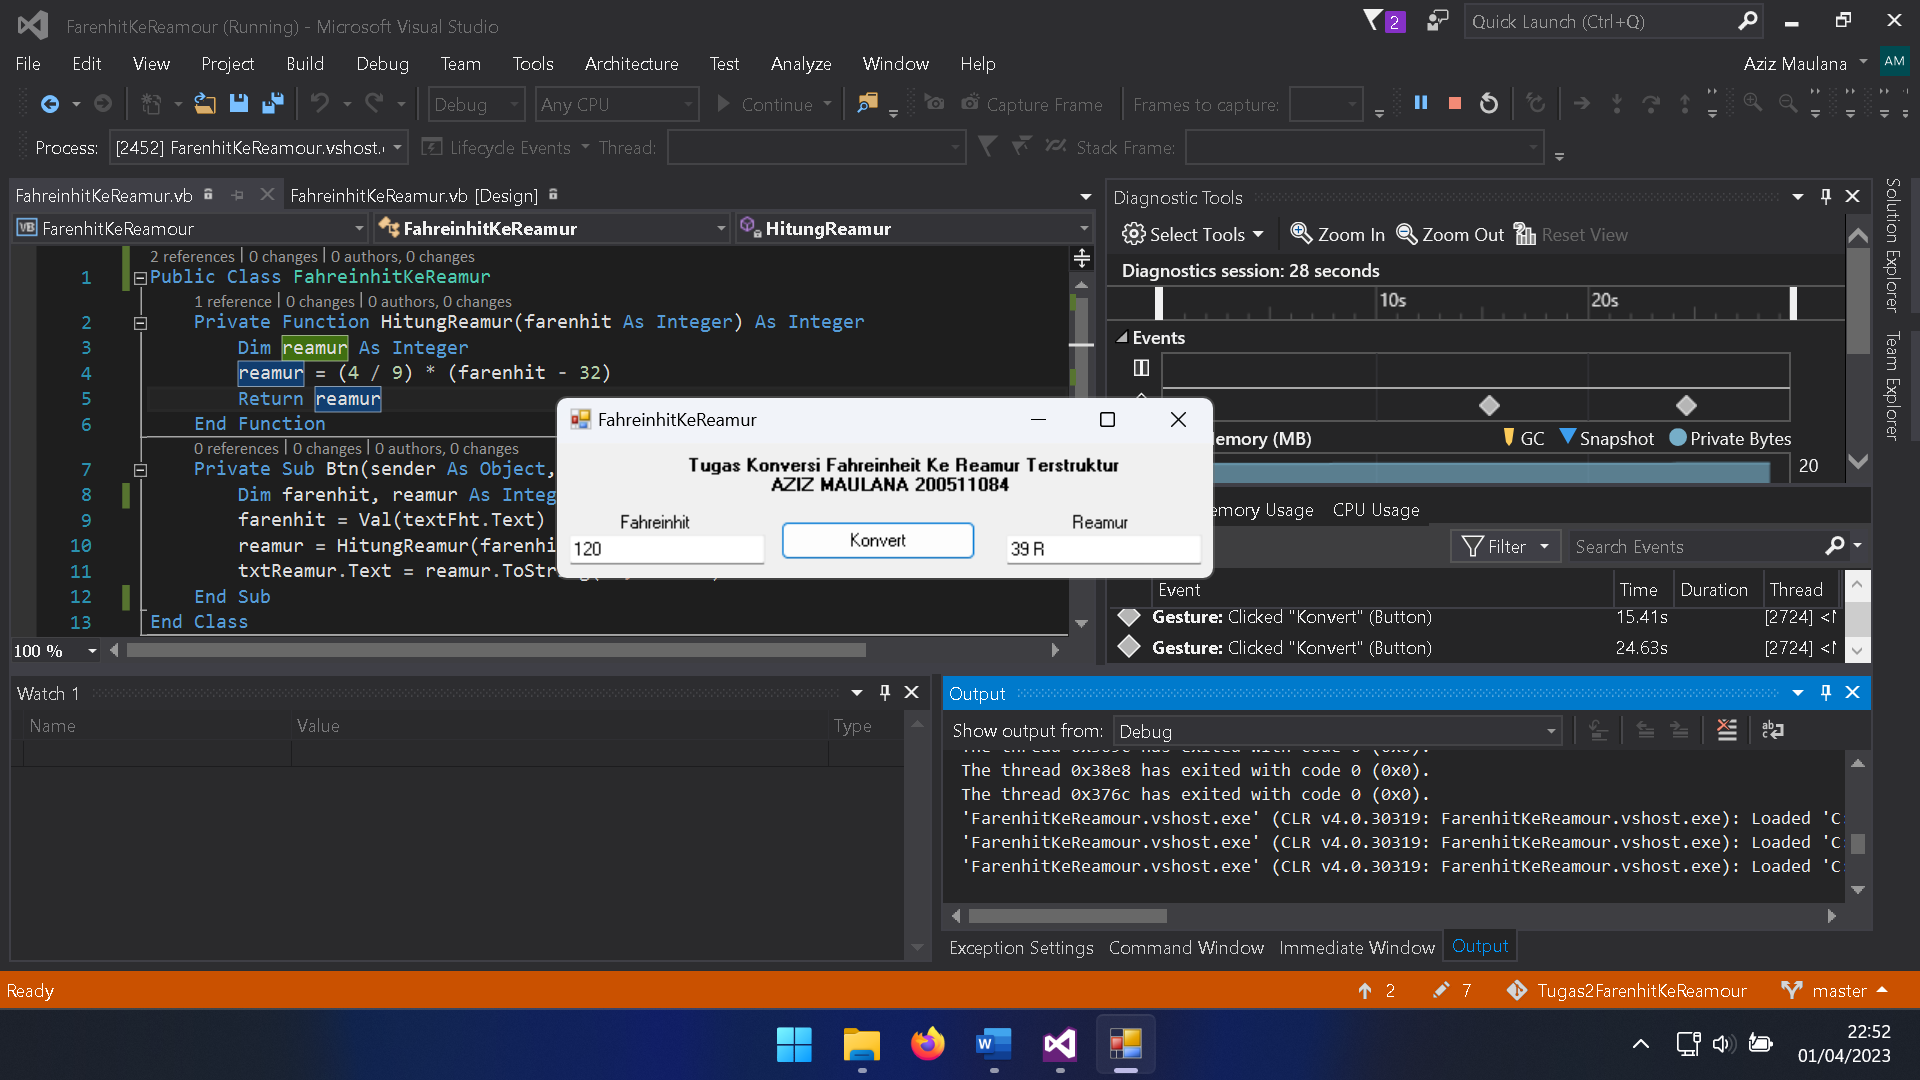 FarenhitKeReamour (Running) - Microsoft Visual Studio
2
Quick Launch (Ctrl+Q)
File Edit View Project Build Debug Team Tools Architecture Test Analyze Window Help
Aziz Maulana AM
Debug Any CPU Continue Capture Frame Frames to capture:
Process: [2452] FarenhitKeReamour.vshost. Lifecycle Events Thread: Stack Frame:
FahreinhitKeReamur.vb FahreinhitKeReamur.vb [Design]
VB FarenhitKeReamour FahreinhitKeReamur HitungReamur
2 references | 0 changes | 0 authors, 0 changes
1 Public Class FahreinhitKeReamur
1 reference | 0 changes | 0 authors, 0 changes
2 Private Function HitungReamur(farenhit As Integer) As Integer
3 Dim reamur As Integer
4 reamur = (4 / 9) * (farenhit - 32)
5 Return reamur
6 End Function
0 references | 0 changes | 0 authors, 0 changes
7 Private Sub Btn(sender As Object,
8 Dim farenhit, reamur As Integ
9 farenhit = Val(textFht.Text)
10 reamur = HitungReamur(farenhi
11 txtReamur.Text = reamur.ToString
12 End Sub
13 End Class
100 %
FahreinhitKeReamur
Tugas Konversi Fahreinheit Ke Reamur Terstruktur
AZIZ MAULANA 200511084
Fahreinhit
120
Konvert
Reamur
39 R
Diagnostic Tools
Select Tools Zoom In Zoom Out Reset View
Diagnostics session: 28 seconds
10s 20s
Events
emory (MB) GC Snapshot Private Bytes
20
emory Usage CPU Usage
Filter Search Events
Event Time Duration Thread
Gesture: Clicked "Konvert" (Button) 15.41s [2724] <
Gesture: Clicked "Konvert" (Button) 24.63s [2724] <
Solution Explorer
Team Explorer
Watch 1
Name Value Type
Output
Show output from: Debug
The thread 0x38e8 has exited with code 0 (0x0).
The thread 0x376c has exited with code 0 (0x0).
'FarenhitKeReamour.vshost.exe' (CLR v4.0.30319: FarenhitKeReamour.vshost.exe): Loaded 'C:
'FarenhitKeReamour.vshost.exe' (CLR v4.0.30319: FarenhitKeReamour.vshost.exe): Loaded 'C:
'FarenhitKeReamour.vshost.exe' (CLR v4.0.30319: FarenhitKeReamour.vshost.exe): Loaded 'C:
Exception Settings Command Window Immediate Window Output
Ready
2 7 Tugas2FarenhitKeReamour master
22:52
01/04/2023